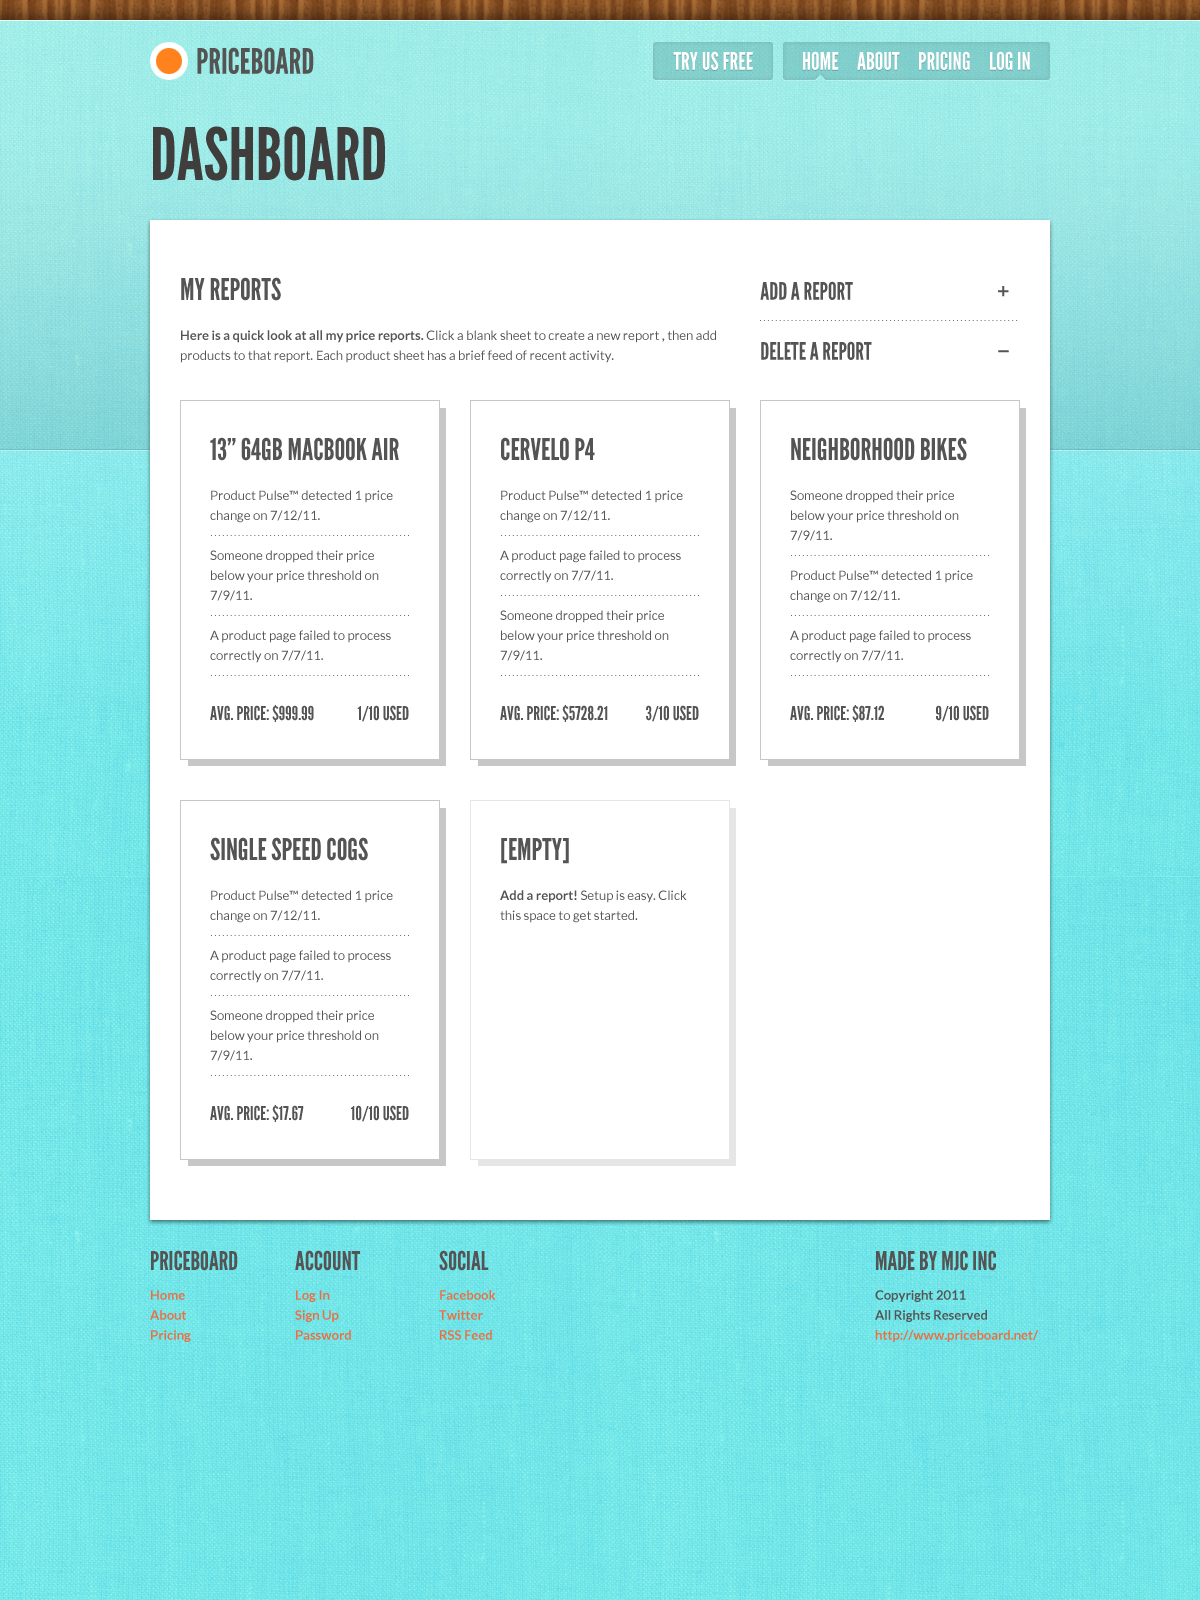 PRICEBOARD
TRY US FREE
HOME ABOUT PRICING LOG IN
DASHBOARD
MY REPORTS
Here is a quick look at all my price reports. Click a blank sheet to create a new report , then add
products to that report. Each product sheet has a brief feed of recent activity.
ADD A REPORT +
DELETE A REPORT −
13” 64GB MACBOOK AIR
Product Pulse™ detected 1 price
change on 7/12/11.
Someone dropped their price
below your price threshold on
7/9/11.
A product page failed to process
correctly on 7/7/11.
AVG. PRICE: $999.99 1/10 USED
CERVELO P4
Product Pulse™ detected 1 price
change on 7/12/11.
A product page failed to process
correctly on 7/7/11.
Someone dropped their price
below your price threshold on
7/9/11.
AVG. PRICE: $5728.21 3/10 USED
NEIGHBORHOOD BIKES
Someone dropped their price
below your price threshold on
7/9/11.
Product Pulse™ detected 1 price
change on 7/12/11.
A product page failed to process
correctly on 7/7/11.
AVG. PRICE: $87.12 9/10 USED
SINGLE SPEED COGS
Product Pulse™ detected 1 price
change on 7/12/11.
A product page failed to process
correctly on 7/7/11.
Someone dropped their price
below your price threshold on
7/9/11.
AVG. PRICE: $17.67 10/10 USED
[EMPTY]
Add a report! Setup is easy. Click
this space to get started.
PRICEBOARD
Home
About
Pricing
ACCOUNT
Log In
Sign Up
Password
SOCIAL
Facebook
Twitter
RSS Feed
MADE BY MJC INC
Copyright 2011
All Rights Reserved
http://www.priceboard.net/